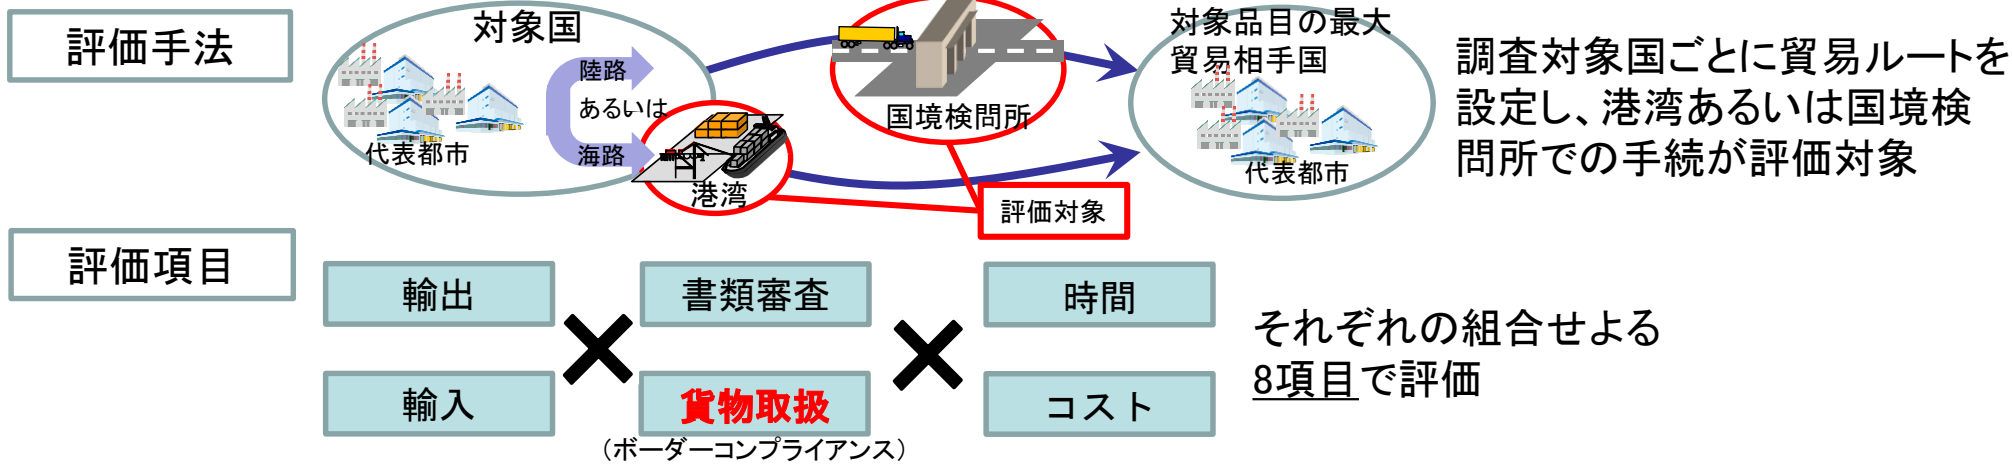 評価手法
対象国
陸路
あるいは
海路
代表都市
港湾
国境検問所
対象品目の最大
貿易相手国
代表都市
評価対象
調査対象国ごとに貿易ルートを
設定し、港湾あるいは国境検
問所での手続が評価対象
評価項目
輸出
書類審査
時間
輸入
貨物取扱
コスト
（ボーダーコンプライアンス）
それぞれの組合せよる
8項目で評価